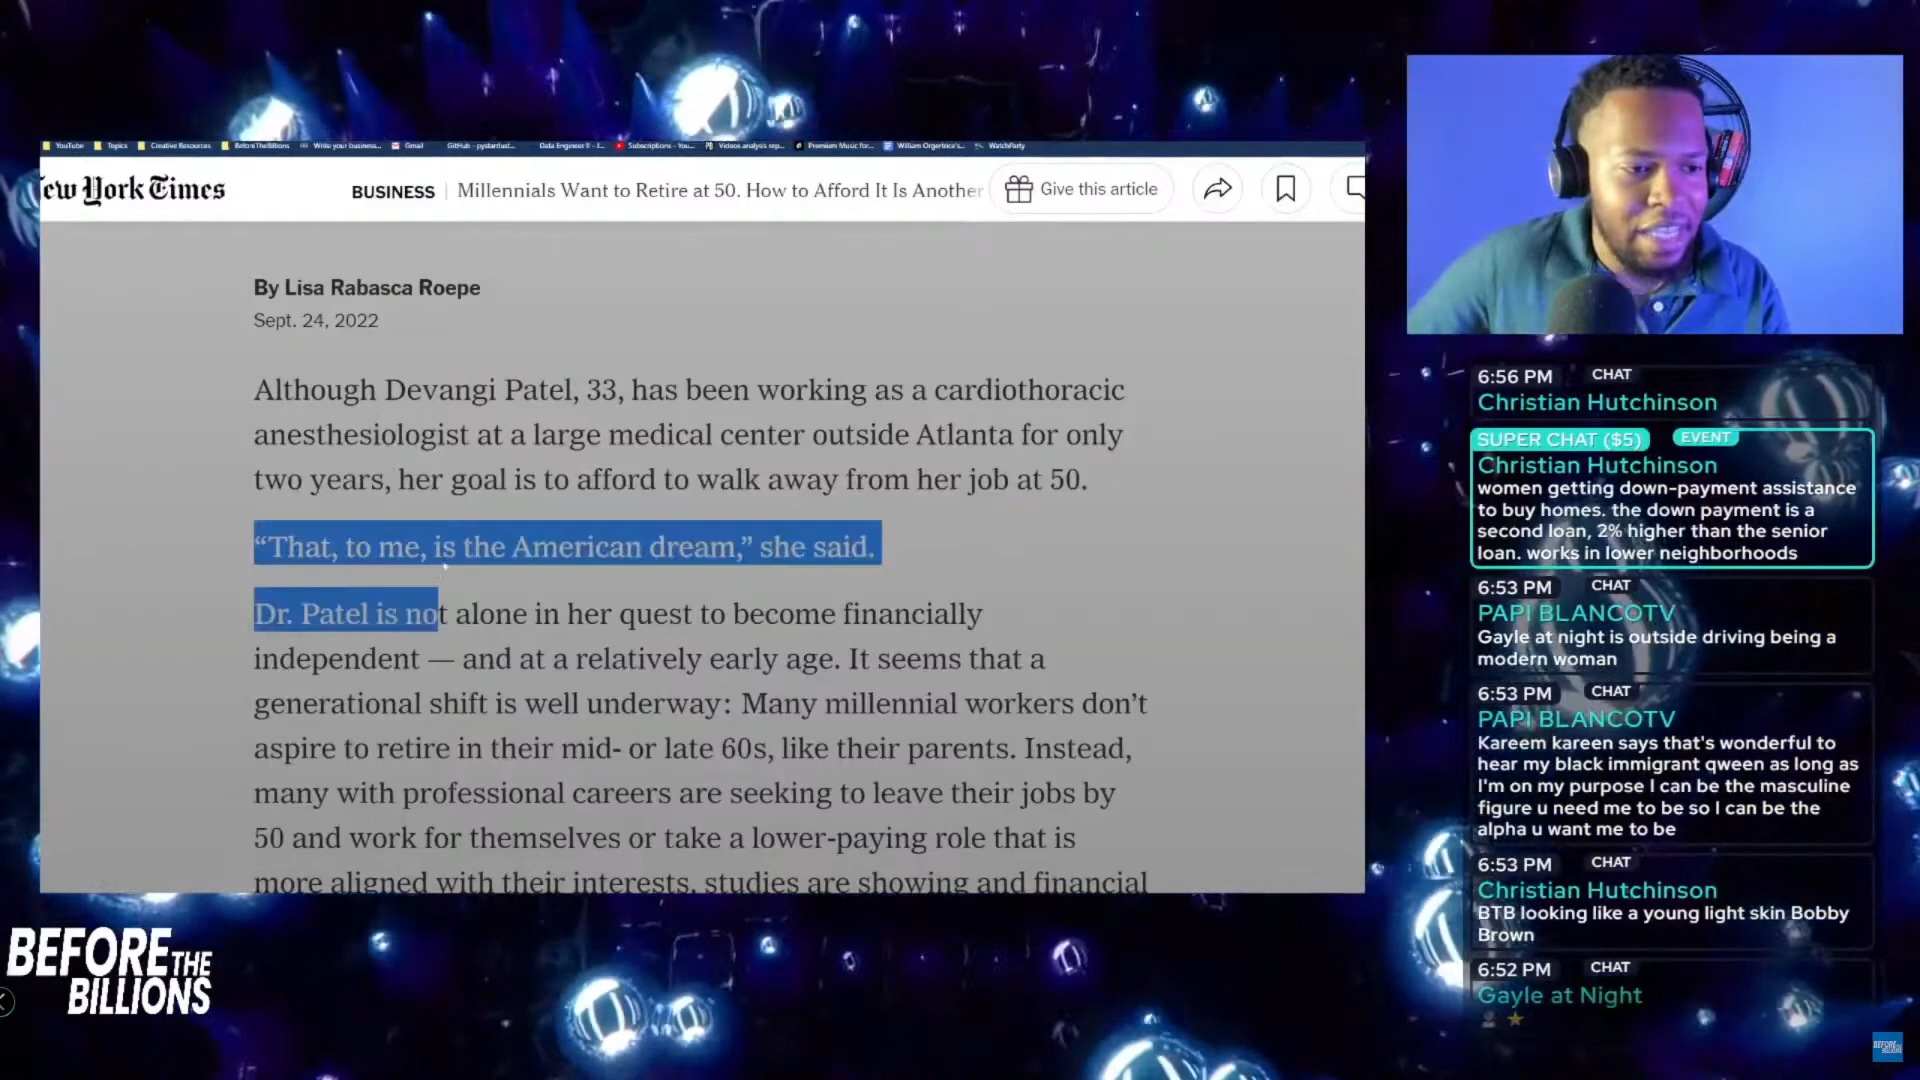 YouTube Topics Creative Resources BeforeTheBillions Write your business... Gmail GitHub - pystardust... Data Engineer II - J... Subscriptions - You... Videos analysis rep... Premium Music for... William Orgertrice's... WatchParty
ew York Times
BUSINESS | Millennials Want to Retire at 50. How to Afford It Is Another
Give this article
By Lisa Rabasca Roepe
Sept. 24, 2022
Although Devangi Patel, 33, has been working as a cardiothoracic
anesthesiologist at a large medical center outside Atlanta for only
two years, her goal is to afford to walk away from her job at 50.
“That, to me, is the American dream,” she said.
Dr. Patel is not alone in her quest to become financially
independent — and at a relatively early age. It seems that a
generational shift is well underway: Many millennial workers don’t
aspire to retire in their mid- or late 60s, like their parents. Instead,
many with professional careers are seeking to leave their jobs by
50 and work for themselves or take a lower-paying role that is
more aligned with their interests, studies are showing and financial
6:56 PM CHAT
Christian Hutchinson
SUPER CHAT ($5) EVENT
Christian Hutchinson
women getting down-payment assistance
to buy homes. the down payment is a
second loan, 2% higher than the senior
loan. works in lower neighborhoods
6:53 PM CHAT
PAPI BLANCOTV
Gayle at night is outside driving being a
modern woman
6:53 PM CHAT
PAPI BLANCOTV
Kareem kareen says that's wonderful to
hear my black immigrant qween as long as
I'm on my purpose I can be the masculine
figure u need me to be so I can be the
alpha u want me to be
6:53 PM CHAT
Christian Hutchinson
BTB looking like a young light skin Bobby
Brown
6:52 PM CHAT
Gayle at Night
BEFORE THE
BILLIONS
BEFORE THE
BILLIONS